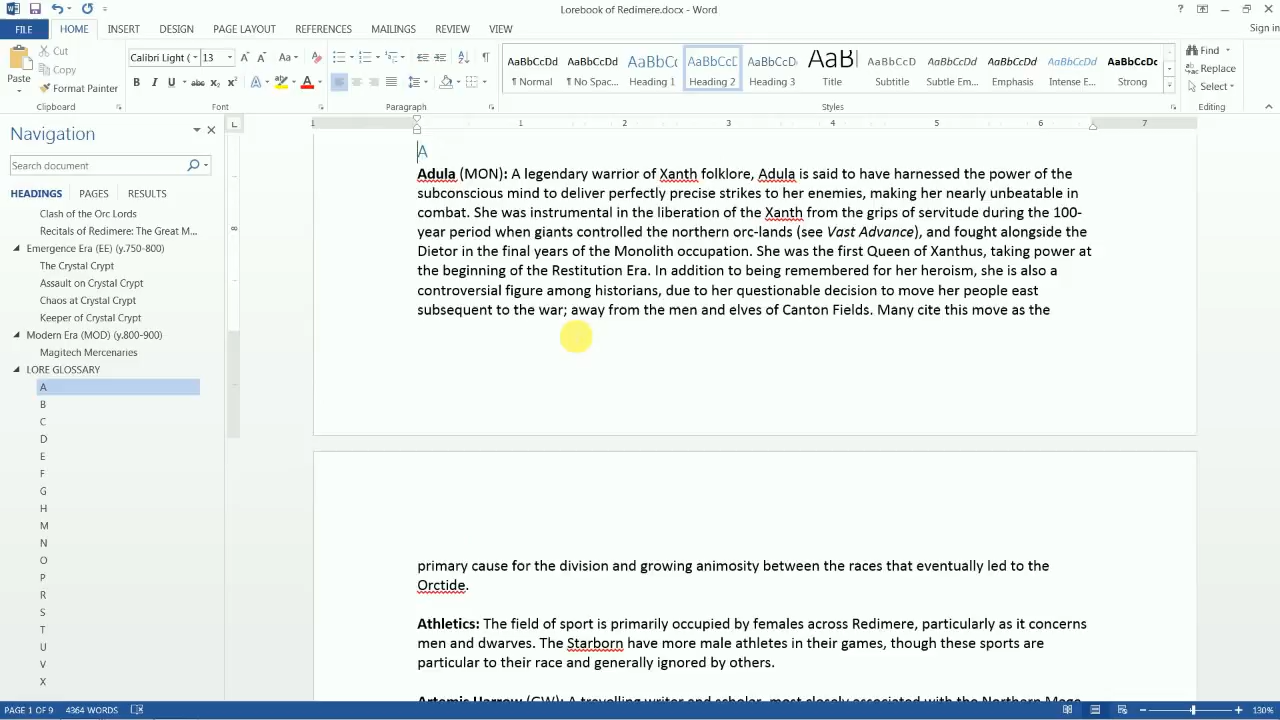 Lorebook of Redimere.docx - Word
?
Sign in
FILE HOME INSERT DESIGN PAGE LAYOUT REFERENCES MAILINGS REVIEW VIEW
Paste
Cut
Copy
Format Painter
Clipboard
Calibri Light ( 13
Font
Paragraph
AaBbCcDd
¶ Normal
AaBbCcDd
¶ No Spac...
AaBbCc
Heading 1
AaBbCcD
Heading 2
AaBbCcD
Heading 3
AaB
Title
AaBbCcD
Subtitle
AaBbCcDd
Subtle Em...
AaBbCcDd
Emphasis
AaBbCcDd
Intense E...
AaBbCcDc
Strong
Styles
Find
Replace
Select
Editing
Navigation
Search document
HEADINGS PAGES RESULTS
Clash of the Orc Lords
Recitals of Redimere: The Great M...
Emergence Era (EE) (y.750-800)
The Crystal Crypt
Assault on Crystal Crypt
Chaos at Crystal Crypt
Keeper of Crystal Crypt
Modern Era (MOD) (y.800-900)
Magitech Mercenaries
LORE GLOSSARY
A
B
C
D
E
F
G
H
M
N
O
P
R
S
T
U
V
X
1 1 2 3 4 5 6 7
8
A
Adula (MON): A legendary warrior of Xanth folklore, Adula is said to have harnessed the power of the
subconscious mind to deliver perfectly precise strikes to her enemies, making her nearly unbeatable in
combat. She was instrumental in the liberation of the Xanth from the grips of servitude during the 100-
year period when giants controlled the northern orc-lands (see Vast Advance), and fought alongside the
Dietor in the final years of the Monolith occupation. She was the first Queen of Xanthus, taking power at
the beginning of the Restitution Era. In addition to being remembered for her heroism, she is also a
controversial figure among historians, due to her questionable decision to move her people east
subsequent to the war; away from the men and elves of Canton Fields. Many cite this move as the
primary cause for the division and growing animosity between the races that eventually led to the
Orctide.
Athletics: The field of sport is primarily occupied by females across Redimere, particularly as it concerns
men and dwarves. The Starborn have more male athletes in their games, though these sports are
particular to their race and generally ignored by others.
Artemis Harrow (GW): A travelling writer and scholar, most closely associated with the Northern Mage
PAGE 1 OF 9 4364 WORDS
130%